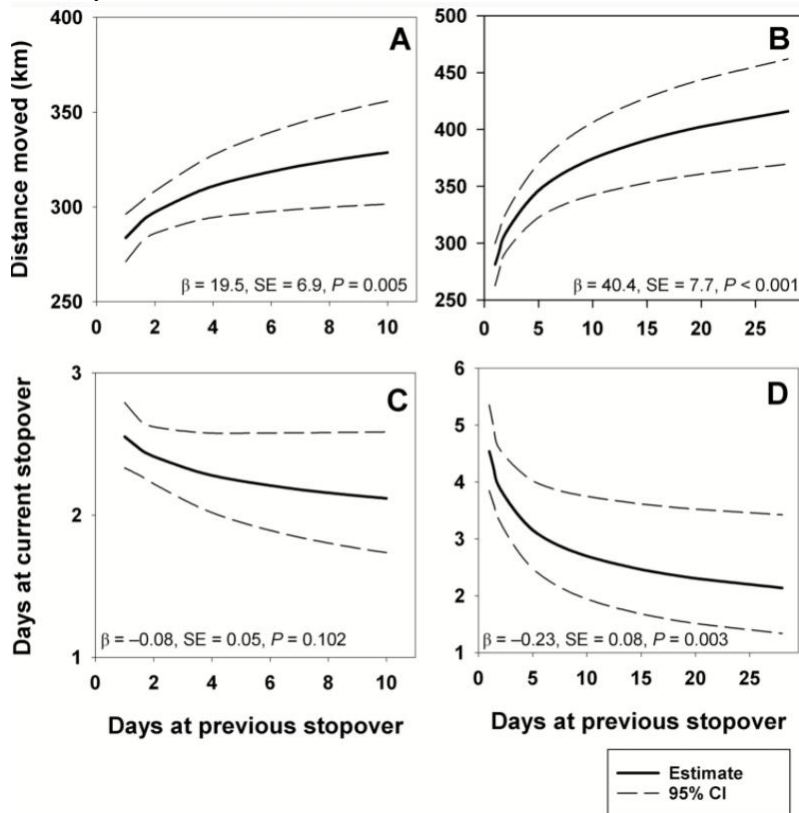 Distance moved (km)
400
350
300
250
A
β = 19.5, SE = 6.9, P = 0.005
0 2 4 6 8 10
500
450
400
350
300
250
B
β = 40.4, SE = 7.7, P < 0.001
0 5 10 15 20 25
Days at current stopover
3
2
1
C
β = –0.08, SE = 0.05, P = 0.102
0 2 4 6 8 10
Days at previous stopover
6
5
4
3
2
1
D
β = –0.23, SE = 0.08, P = 0.003
0 5 10 15 20 25
Days at previous stopover
Estimate
95% CI